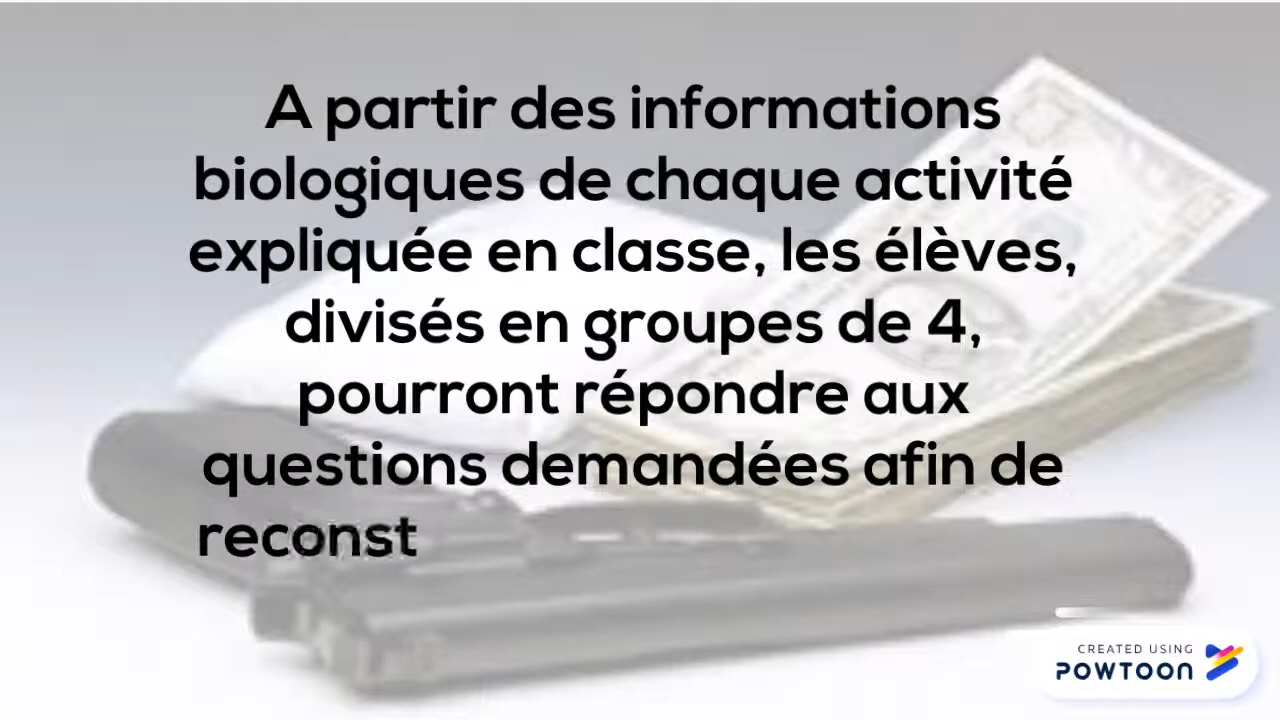 A partir des informations
biologiques de chaque activité
expliquée en classe, les élèves,
divisés en groupes de 4,
pourront répondre aux
questions demandées afin de
reconst
CREATED USING
POWTOON